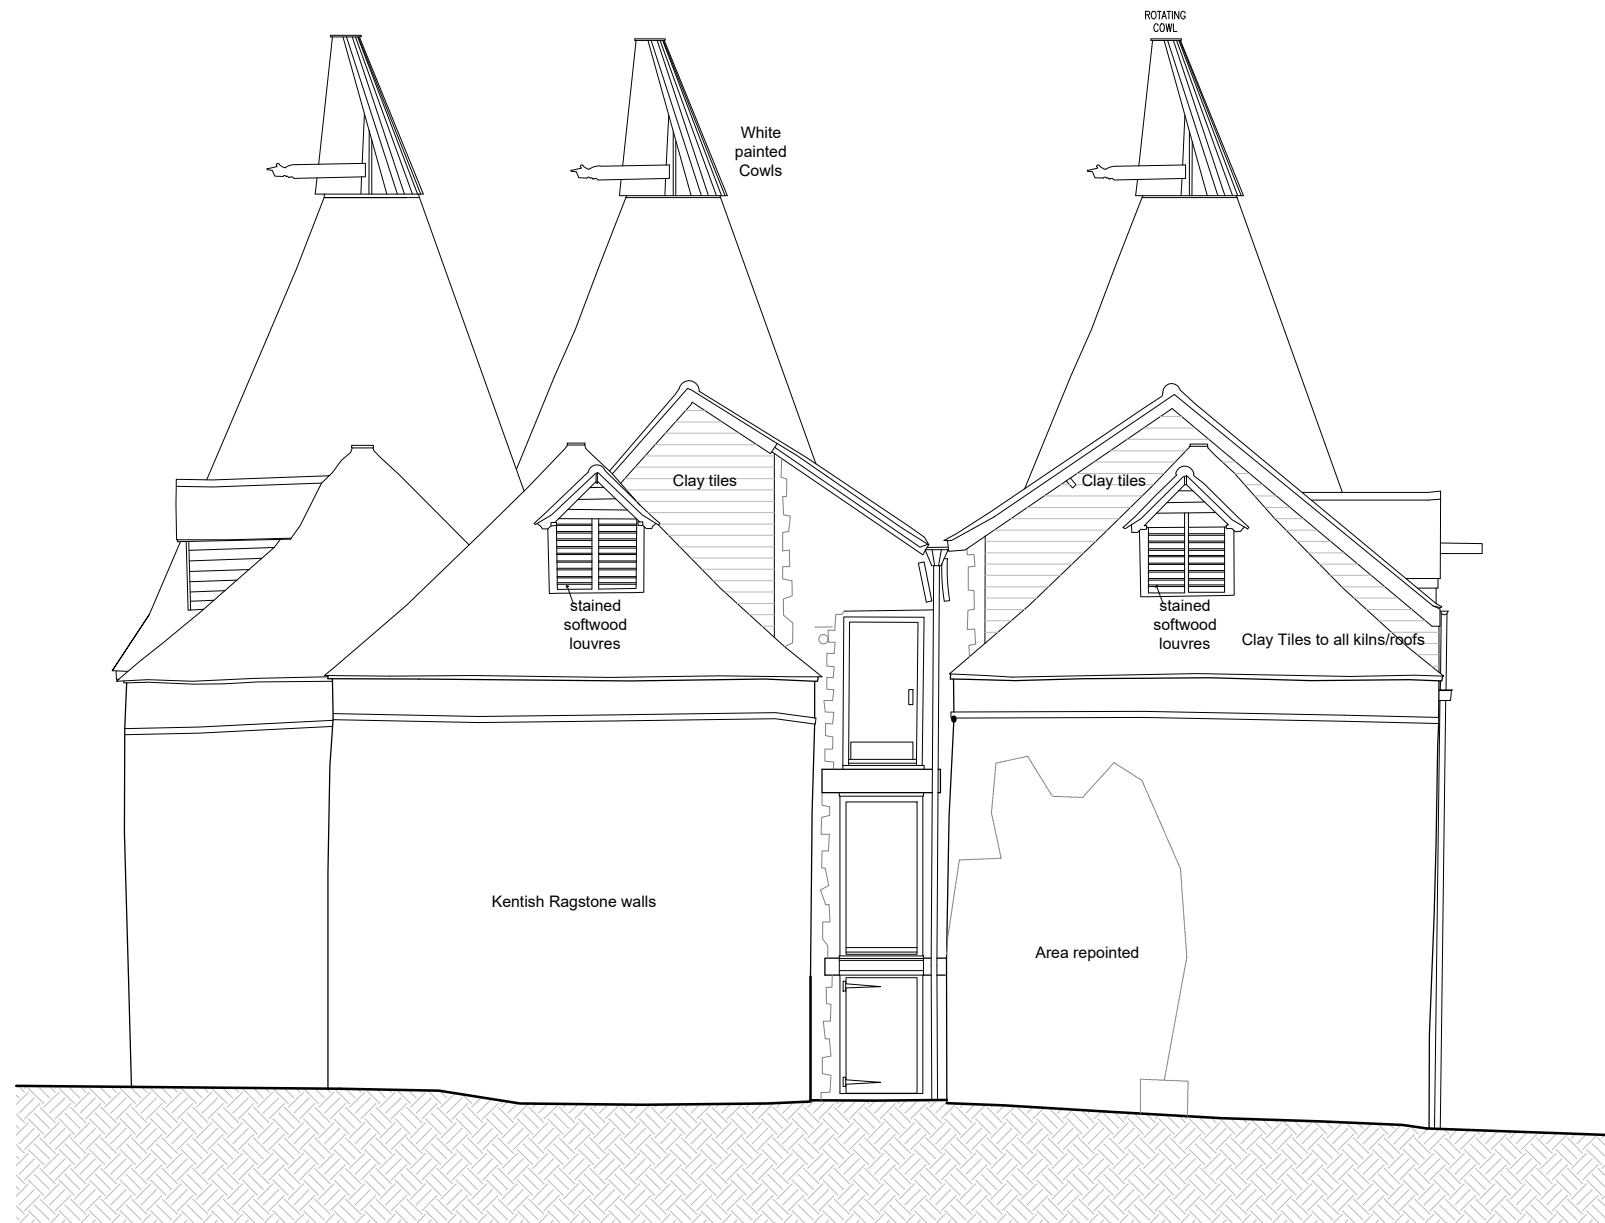 ROTATING
COWL
White
painted
Cowls
Clay tiles
Clay tiles
stained
softwood
louvres
stained
softwood
louvres
Clay Tiles to all kilns/roofs
Kentish Ragstone walls
Area repointed